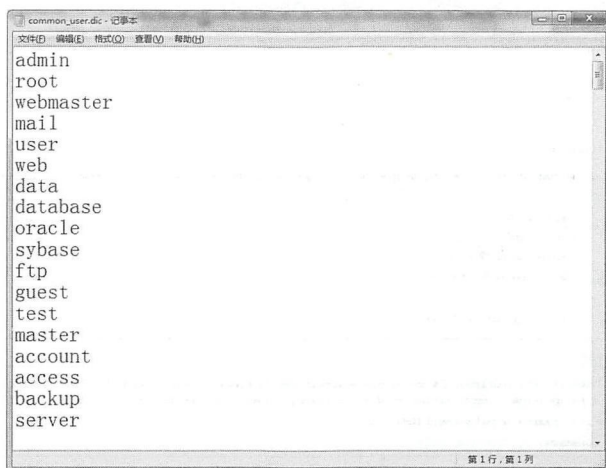 common_user.dic - 记事本
文件(F) 编辑(E) 格式(O) 查看(V) 帮助(H)
admin
root
webmaster
mail
user
web
data
database
oracle
sybase
ftp
guest
test
master
account
access
backup
server
第1行，第1列